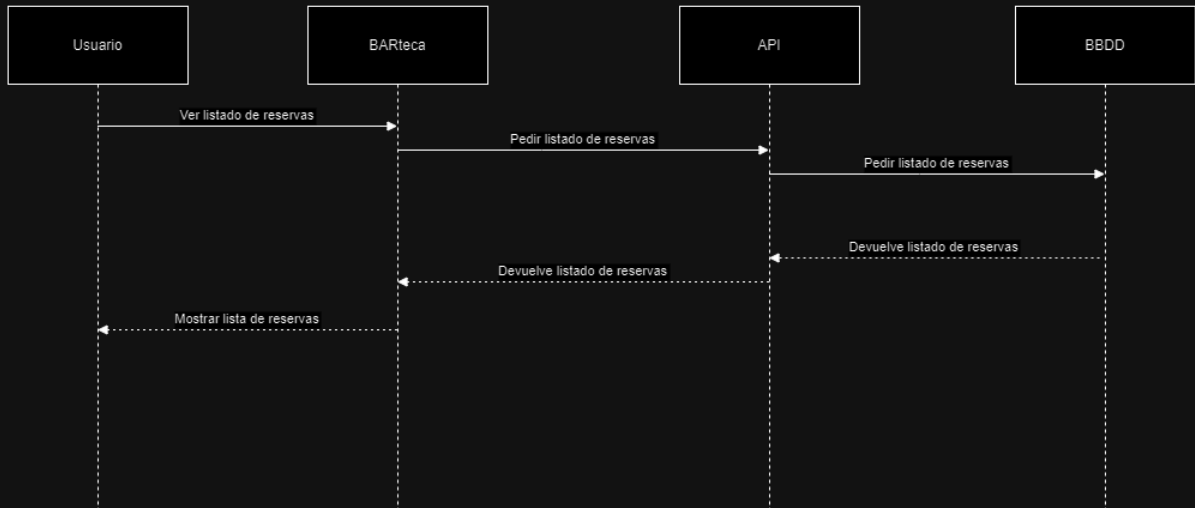 Usuario
BARteca
API
BBDD
Ver listado de reservas
Pedir listado de reservas
Pedir listado de reservas
Devuelve listado de reservas
Devuelve listado de reservas
Mostrar lista de reservas